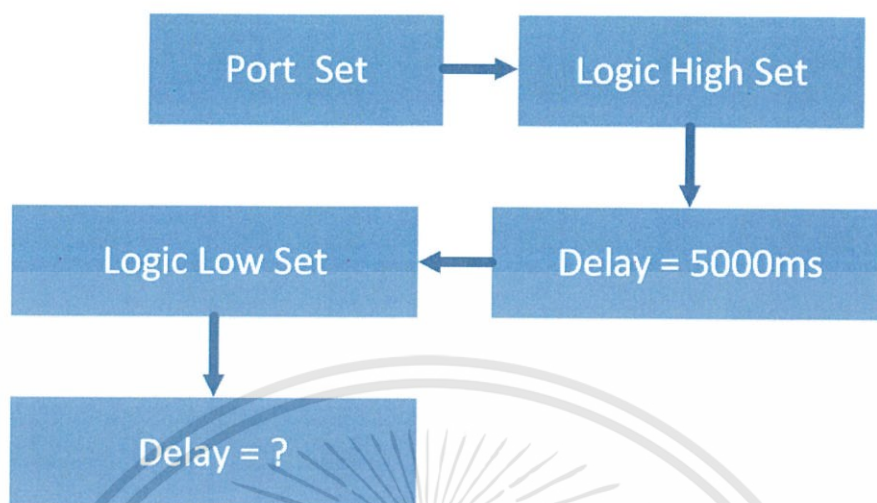 Port Set
Logic High Set
Delay = 5000ms
Logic Low Set
Delay = ?